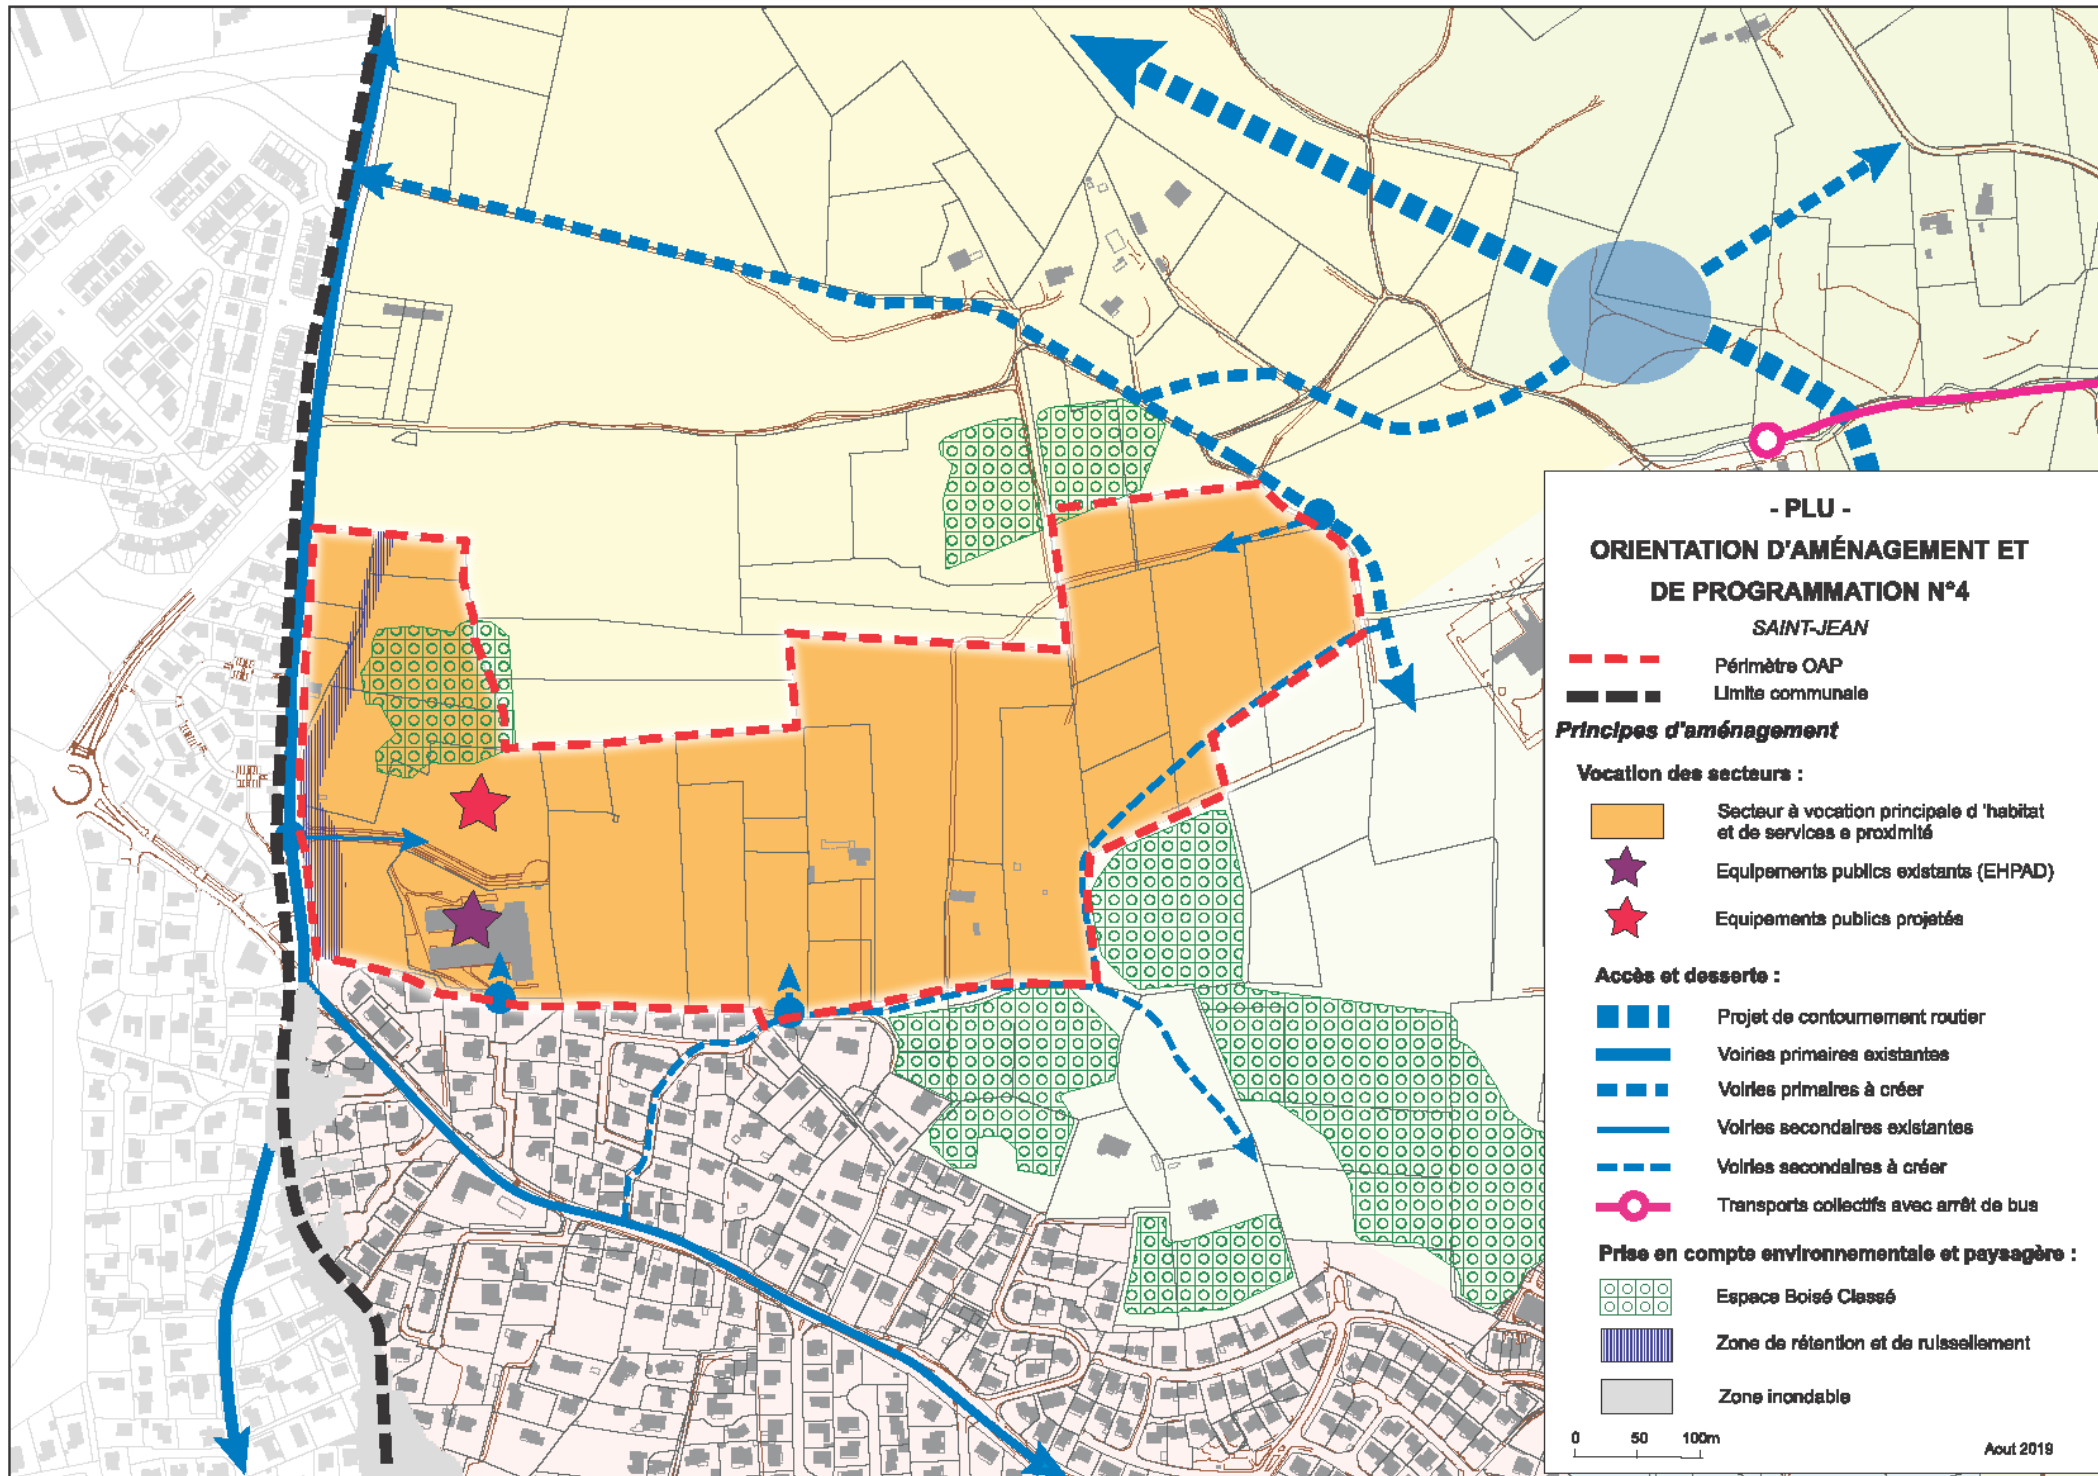 - PLU -
ORIENTATION D'AMÉNAGEMENT ET
DE PROGRAMMATION N°4
SAINT-JEAN
Périmètre OAP
Limite communale
Principes d'aménagement
Vocation des secteurs :
Secteur à vocation principale d 'habitat
et de services e proximité
Equipements publics existants (EHPAD)
Equipements publics projetés
Accès et desserte :
Projet de contournement routier
Voiries primaires existantes
Voiries primaires à créer
Voiries secondaires existantes
Voiries secondaires à créer
Transports collectifs avec arrêt de bus
Prise en compte environnementale et paysagère :
Espace Boisé Classé
Zone de rétention et de ruissellement
Zone inondable
0 50 100m
Aout 2019